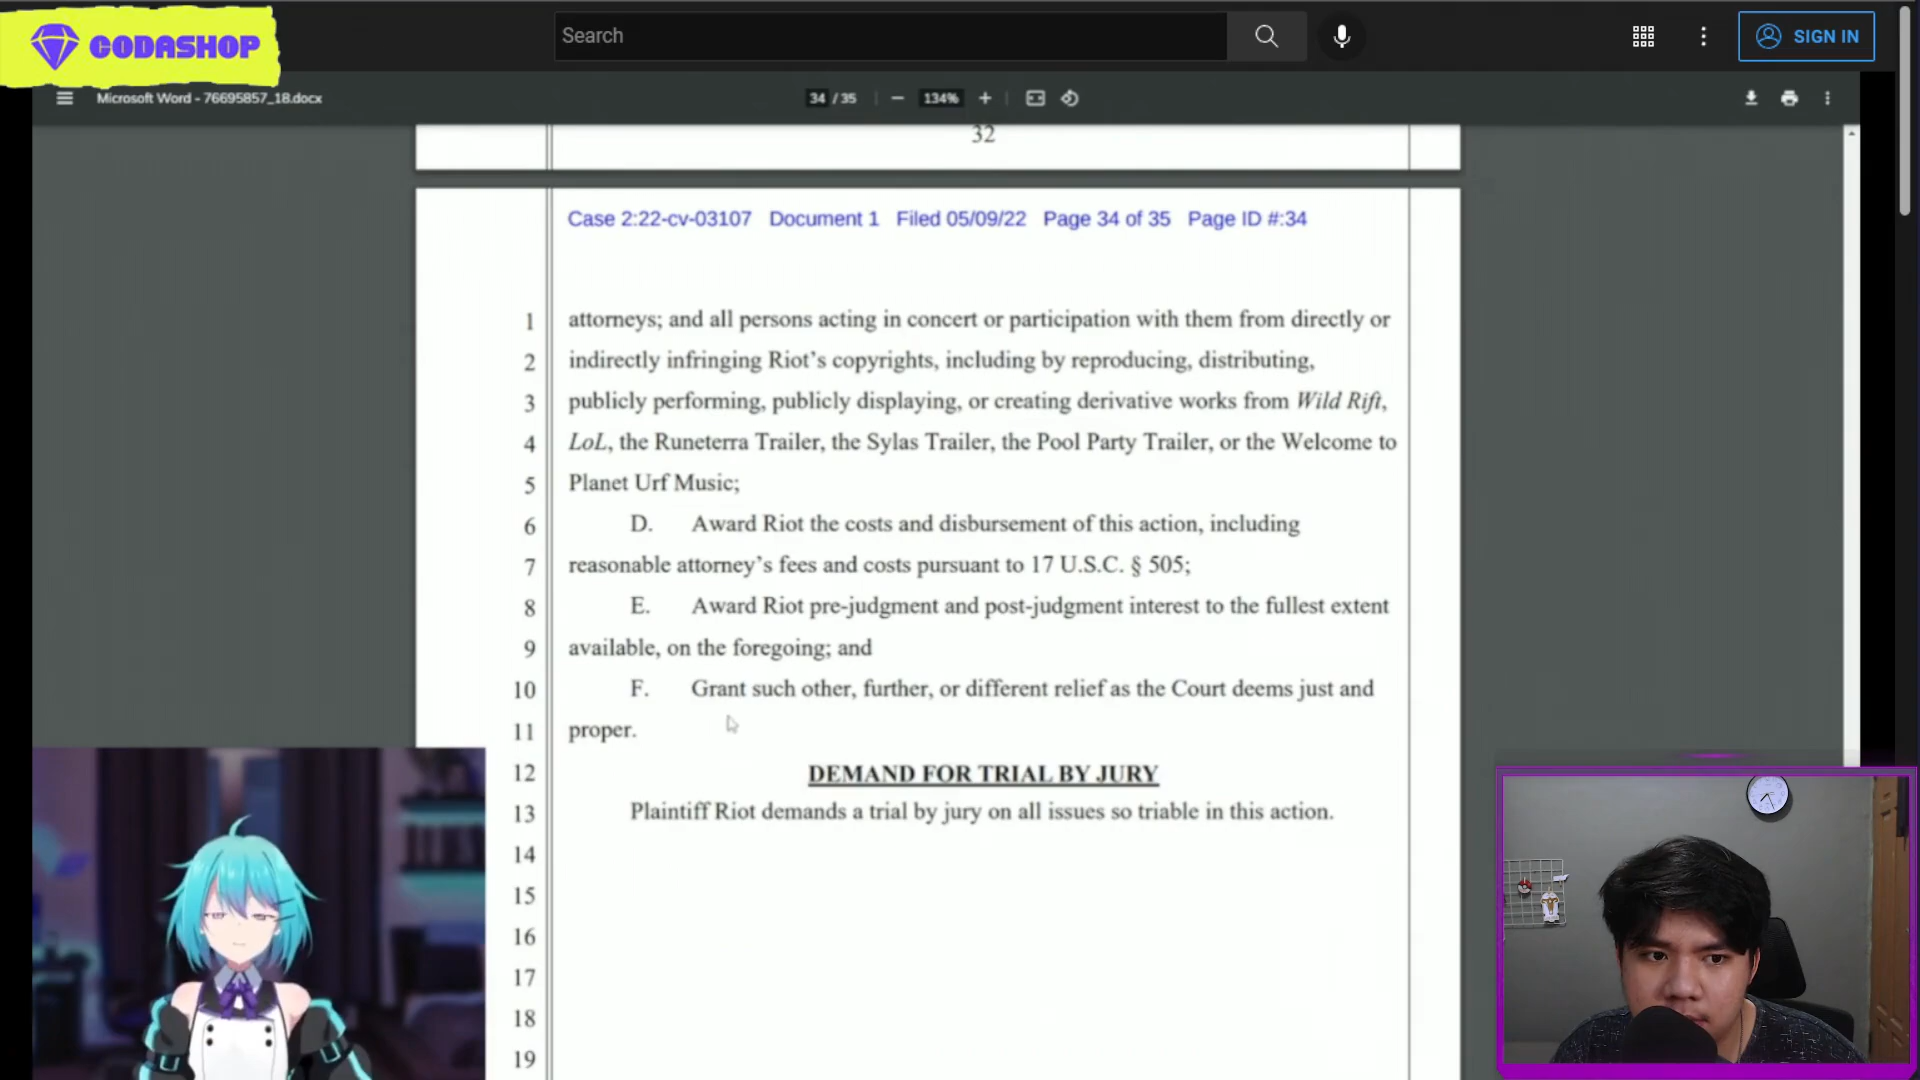 CODASHOP
Search
SIGN IN
Microsoft Word - 76695857_18.docx
34 / 35
134%
32
Case 2:22-cv-03107 Document 1 Filed 05/09/22 Page 34 of 35 Page ID #:34
1 attorneys; and all persons acting in concert or participation with them from directly or
2 indirectly infringing Riot's copyrights, including by reproducing, distributing,
3 publicly performing, publicly displaying, or creating derivative works from Wild Rift,
4 LoL, the Runeterra Trailer, the Sylas Trailer, the Pool Party Trailer, or the Welcome to
5 Planet Urf Music;
6 D. Award Riot the costs and disbursement of this action, including
7 reasonable attorney's fees and costs pursuant to 17 U.S.C. § 505;
8 E. Award Riot pre-judgment and post-judgment interest to the fullest extent
9 available, on the foregoing; and
10 F. Grant such other, further, or different relief as the Court deems just and
11 proper.
12 DEMAND FOR TRIAL BY JURY
13 Plaintiff Riot demands a trial by jury on all issues so triable in this action.
14
15
16
17
18
19